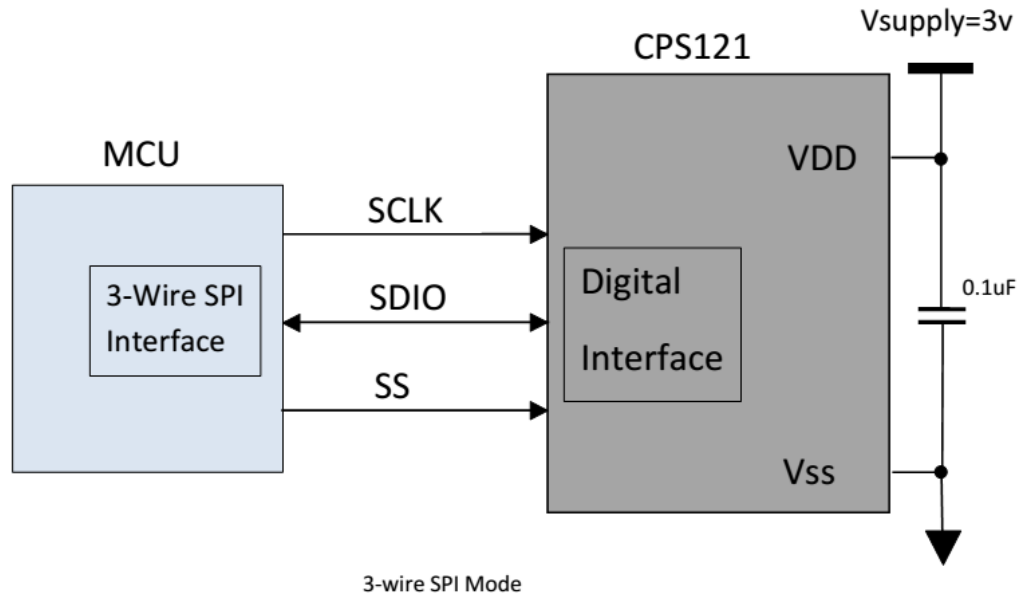 Vsupply=3v
CPS121
MCU
VDD
SCLK
3-Wire SPI
Interface
SDIO
Digital
Interface
0.1uF
SS
Vss
3-wire SPI Mode